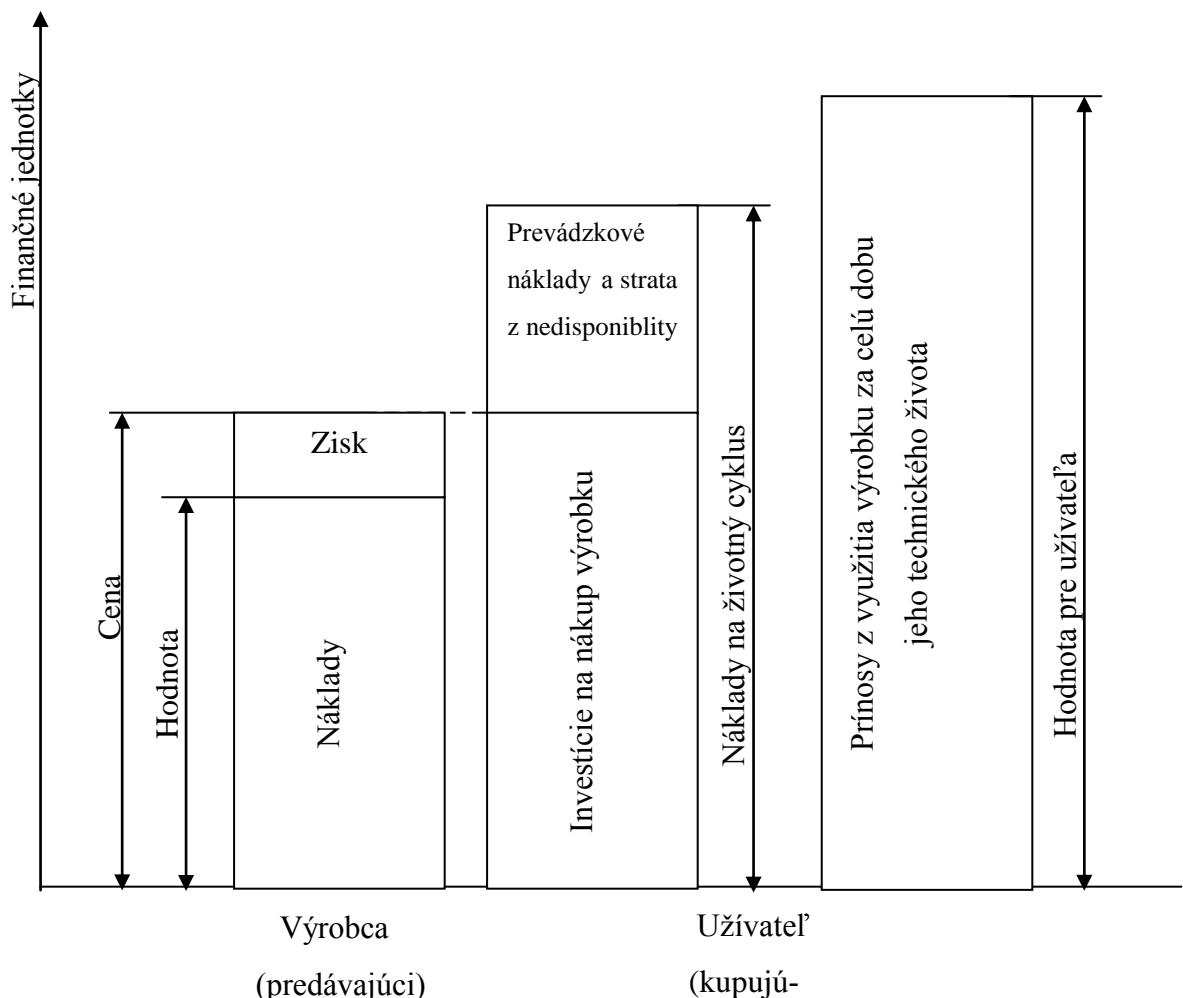 Finančné jednotky
Cena
Hodnota
Zisk
Náklady
Prevádzkové
náklady a strata
z nedisponiblity
Investície na nákup výrobku
Náklady na životný cyklus
Prínosy z využitia výrobku za celú dobu
jeho technického života
Hodnota pre užívateľa
Výrobca
(predávajúci)
Užívateľ
(kupujú-